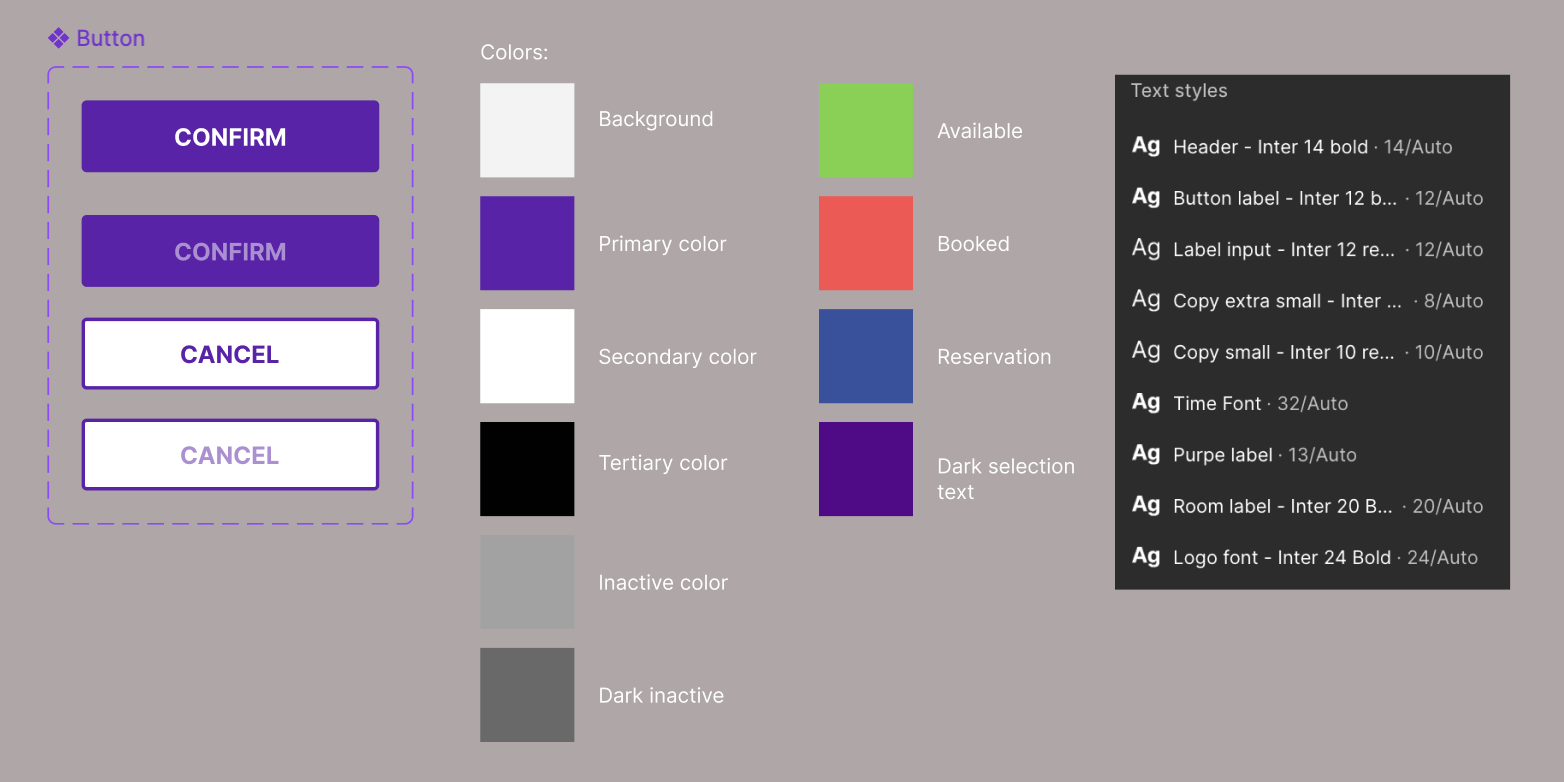 Button
CONFIRM
CONFIRM
CANCEL
CANCEL
Colors:
Background
Primary color
Secondary color
Tertiary color
Inactive color
Dark inactive
Available
Booked
Reservation
Dark selection
text
Text styles
Ag Header - Inter 14 bold · 14/Auto
Ag Button label - Inter 12 b... · 12/Auto
Ag Label input - Inter 12 re... · 12/Auto
Ag Copy extra small - Inter ... · 8/Auto
Ag Copy small - Inter 10 re... · 10/Auto
Ag Time Font · 32/Auto
Ag Purpe label · 13/Auto
Ag Room label - Inter 20 B... · 20/Auto
Ag Logo font - Inter 24 Bold · 24/Auto